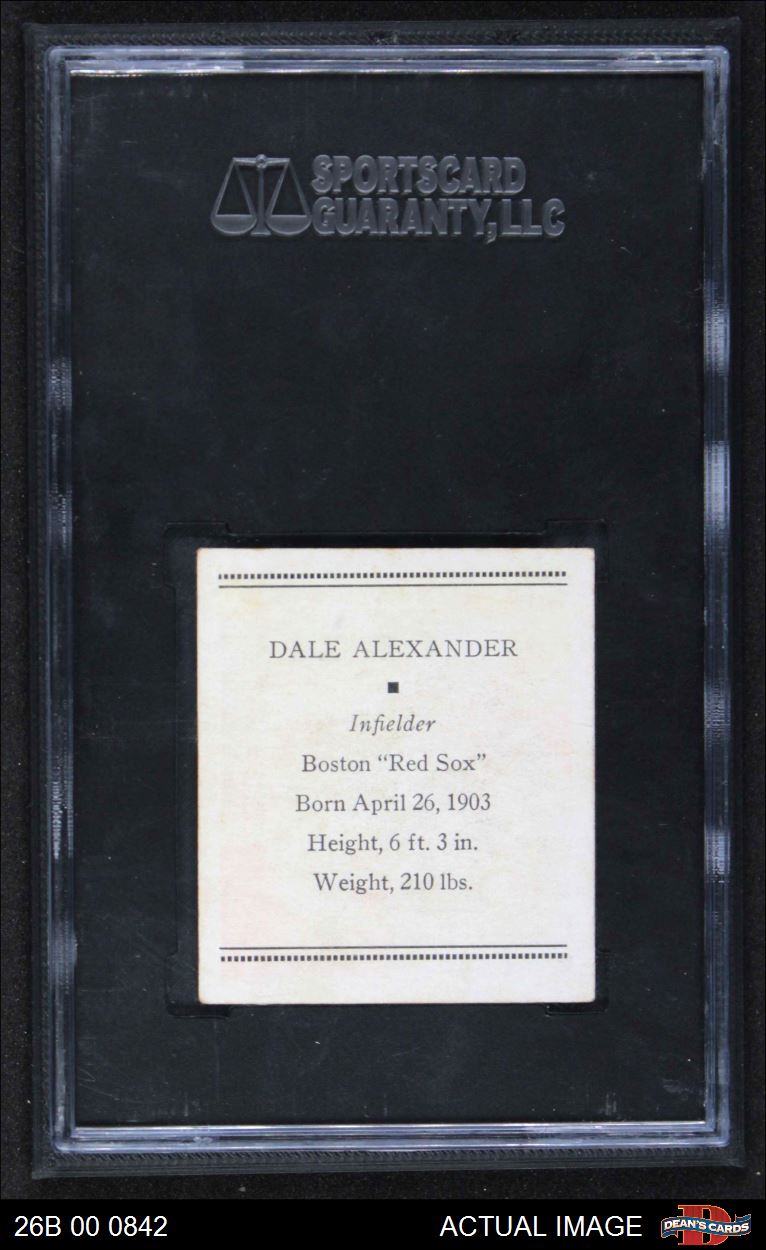 SPORTSCARD
GUARANTY, LLC
DALE ALEXANDER
Infielder
Boston “Red Sox”
Born April 26, 1903
Height, 6 ft. 3 in.
Weight, 210 lbs.
26B 00 0842
ACTUAL IMAGE
DEAN'S CARDS